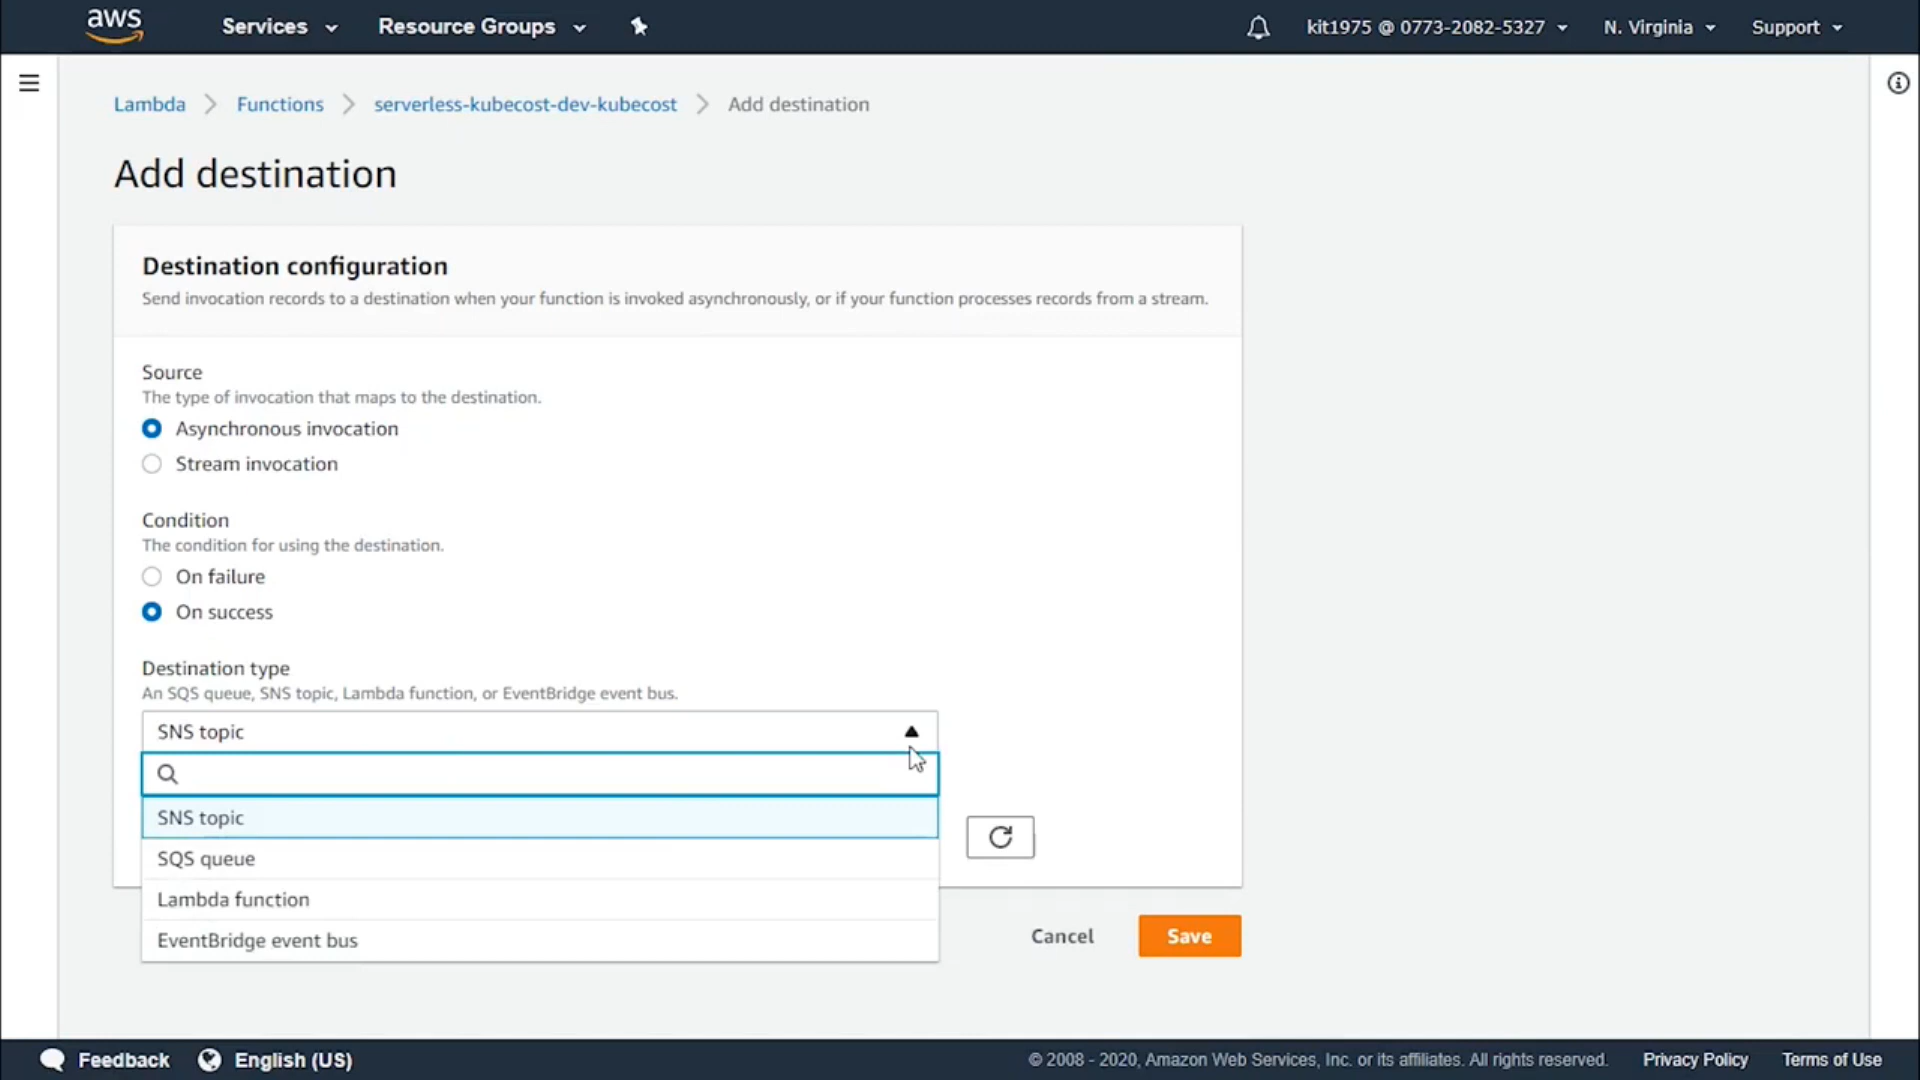 aws Services Resource Groups kit1975 @ 0773-2082-5327 N. Virginia Support
Lambda Functions serverless-kubecost-dev-kubecost Add destination
Add destination
Destination configuration
Send invocation records to a destination when your function is invoked asynchronously, or if your function processes records from a stream.
Source
The type of invocation that maps to the destination.
Asynchronous invocation
Stream invocation
Condition
The condition for using the destination.
On failure
On success
Destination type
An SQS queue, SNS topic, Lambda function, or EventBridge event bus.
SNS topic
SNS topic
SQS queue
Lambda function
EventBridge event bus
Cancel Save
Feedback English (US) © 2008 - 2020, Amazon Web Services, Inc. or its affiliates. All rights reserved. Privacy Policy Terms of Use